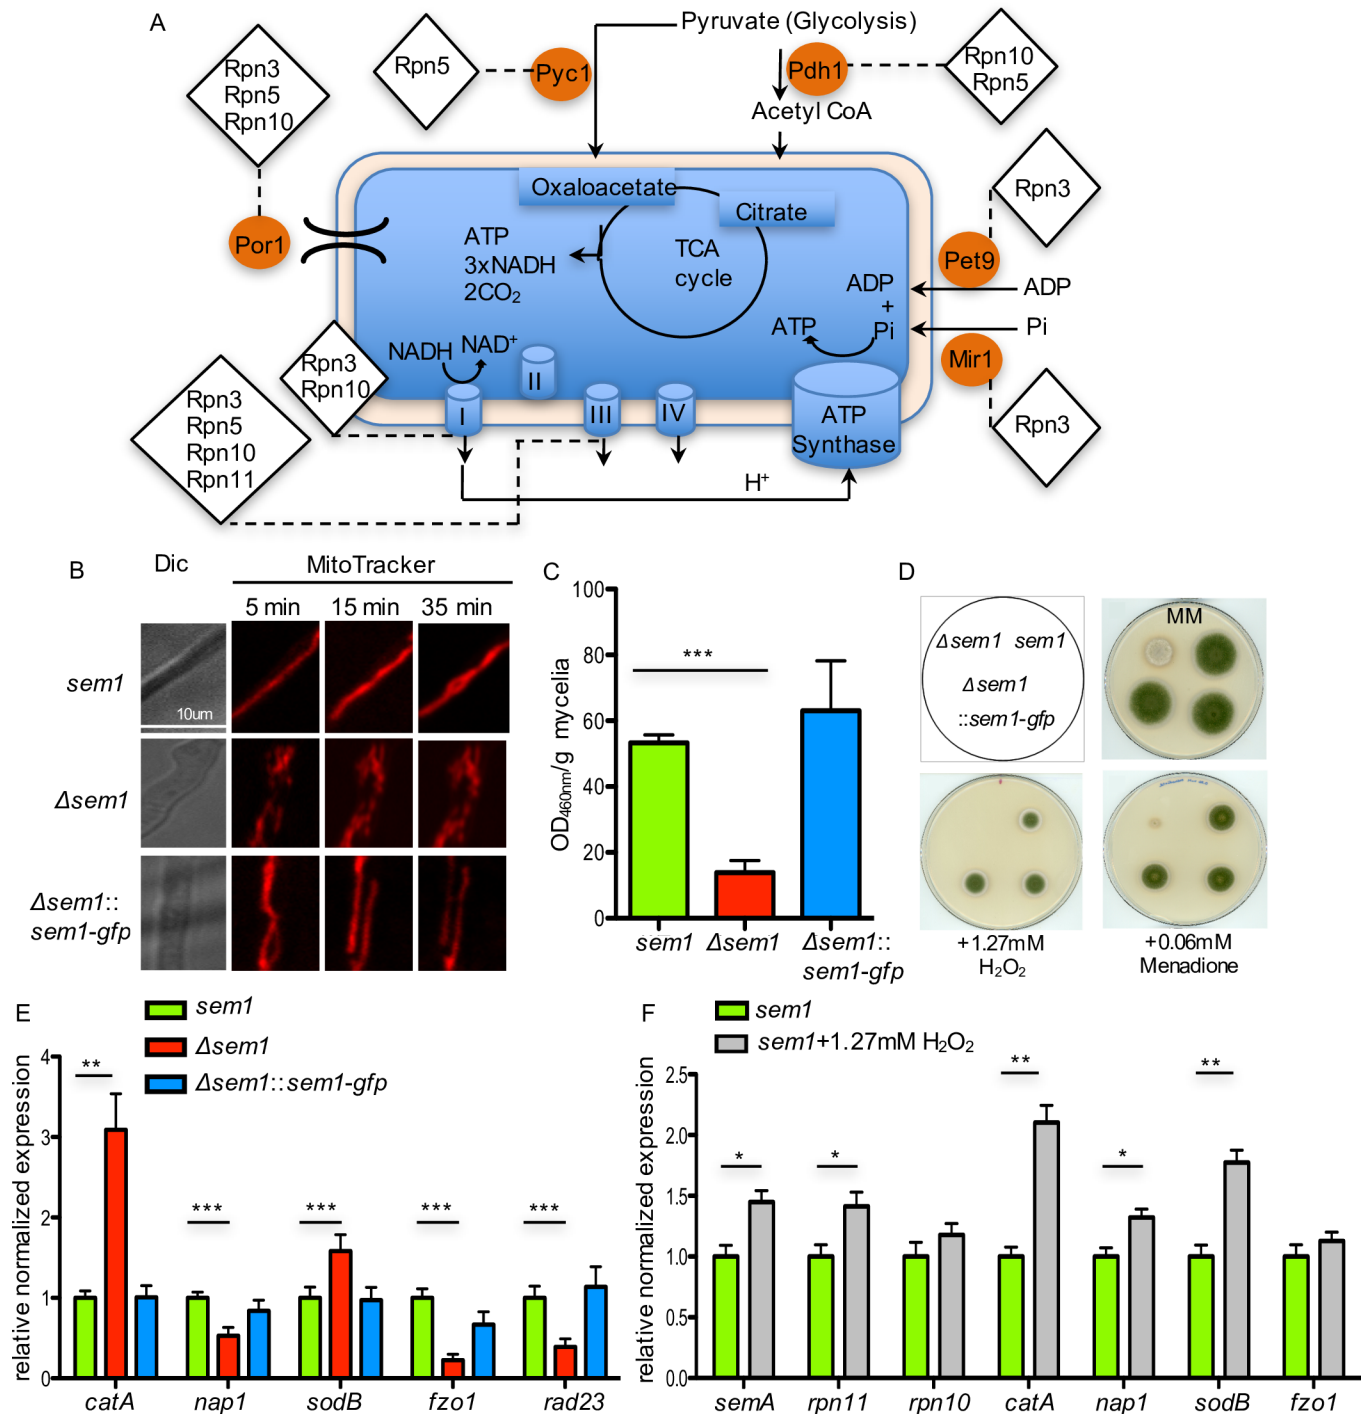 A
Pyruvate (Glycolysis)
Rpn3
Rpn5
Rpn10
Rpn5
Pyc1
Pdh1
Rpn10
Rpn5
Acetyl CoA
Oxaloacetate
Citrate
Rpn3
Por1
ATP
3xNADH
2CO₂
TCA
cycle
Pet9
ADP
+
Pi
ADP
ATP
Pi
NADH
NAD⁺
Mir1
Rpn3
Rpn10
Rpn3
Rpn5
Rpn10
Rpn11
I
II
III
IV
ATP
Synthase
Rpn3
H⁺
B
Dic
MitoTracker
5 min
15 min
35 min
sem1
10um
Δsem1
Δsem1::
sem1-gfp
C
OD460nm/g mycelia
100
80
60
40
20
0
***
sem1
Δsem1
Δsem1::
sem1-gfp
D
Δsem1 sem1
Δsem1
::sem1-gfp
MM
+1.27mM
H₂O₂
+0.06mM
Menadione
E
sem1
Δsem1
Δsem1::sem1-gfp
relative normalized expression
4
3
2
1
0
**
***
***
***
***
catA
nap1
sodB
fzo1
rad23
F
sem1
sem1+1.27mM H₂O₂
relative normalized expression
2.5
2.0
1.5
1.0
0.5
0.0
*
*
**
*
**
semA
rpn11
rpn10
catA
nap1
sodB
fzo1